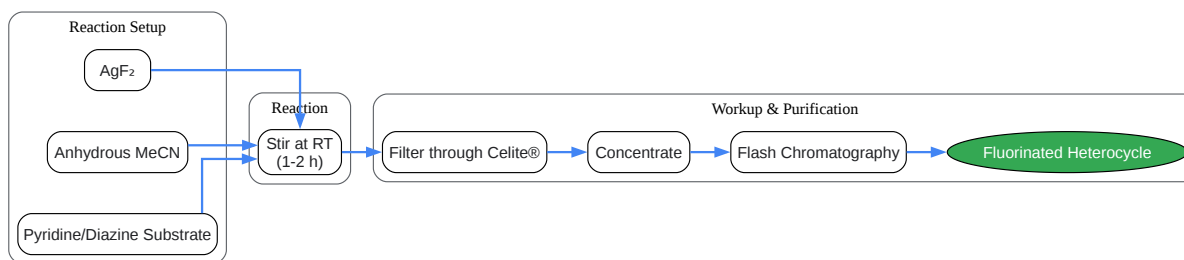 Reaction Setup
AgF₂
Anhydrous MeCN
Pyridine/Diazine Substrate
Reaction
Stir at RT
(1-2 h)
Workup & Purification
Filter through Celite®
Concentrate
Flash Chromatography
Fluorinated Heterocycle